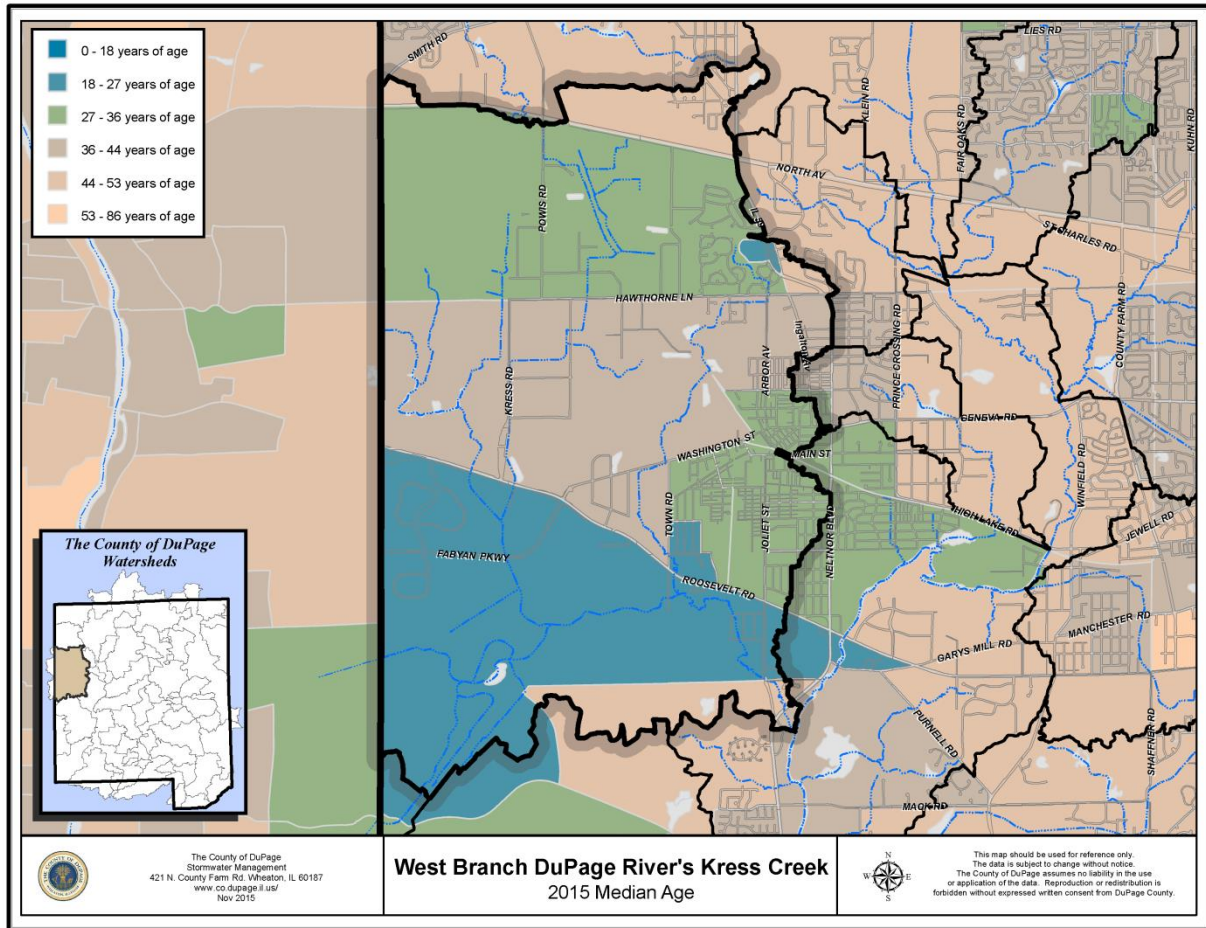 0 - 18 years of age
18 - 27 years of age
27 - 36 years of age
36 - 44 years of age
44 - 53 years of age
53 - 86 years of age
SMITH RD
LIES RD
KLEIN RD
FAIR OAKS RD
KUHN RD
NORTH AV
POWIS RD
ST CHARLES RD
HAWTHORNE LN
PRINCE CROSSING RD
COUNTY FARM RD
Ingalton Av
ARBOR AV
KRESS RD
GENEVA RD
WASHINGTON ST
MAIN ST
WINFIELD RD
HIGH LAKE RD
JEWELL RD
TOWN RD
JOLIET ST
NELTNOR BLVD
FABYAN PKWY
ROOSEVELT RD
MANCHESTER RD
GARYS MILL RD
PURNELL RD
SHAFFNER RD
MACK RD
The County of DuPage
Watersheds
The County of DuPage
Stormwater Management
421 N. County Farm Rd. Wheaton, IL 60187
www.co.dupage.il.us/
Nov 2015
West Branch DuPage River's Kress Creek
2015 Median Age
N
W
E
S
This map should be used for reference only.
The data is subject to change without notice.
The County of DuPage assumes no liability in the use
or application of the data. Reproduction or redistribution is
forbidden without expressed written consent from DuPage County.